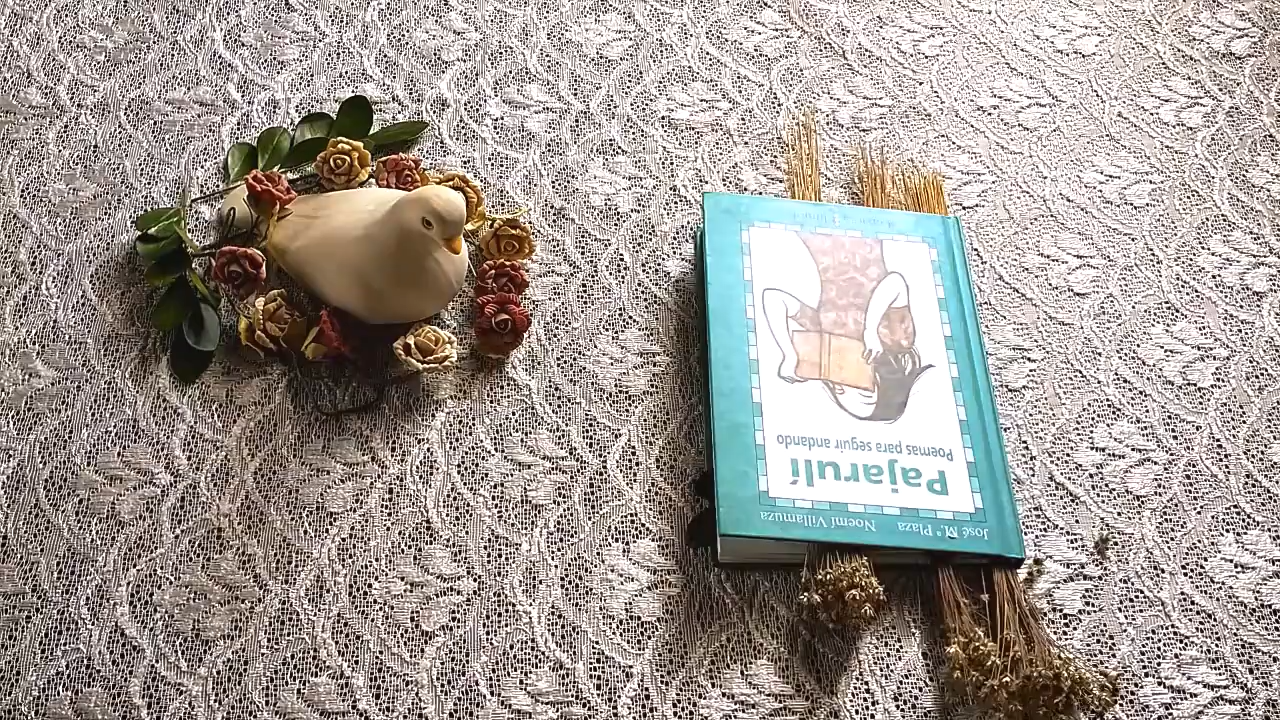 José M.ª Plaza Noemí Villamuza
Pajarulí
Poemas para seguir andando